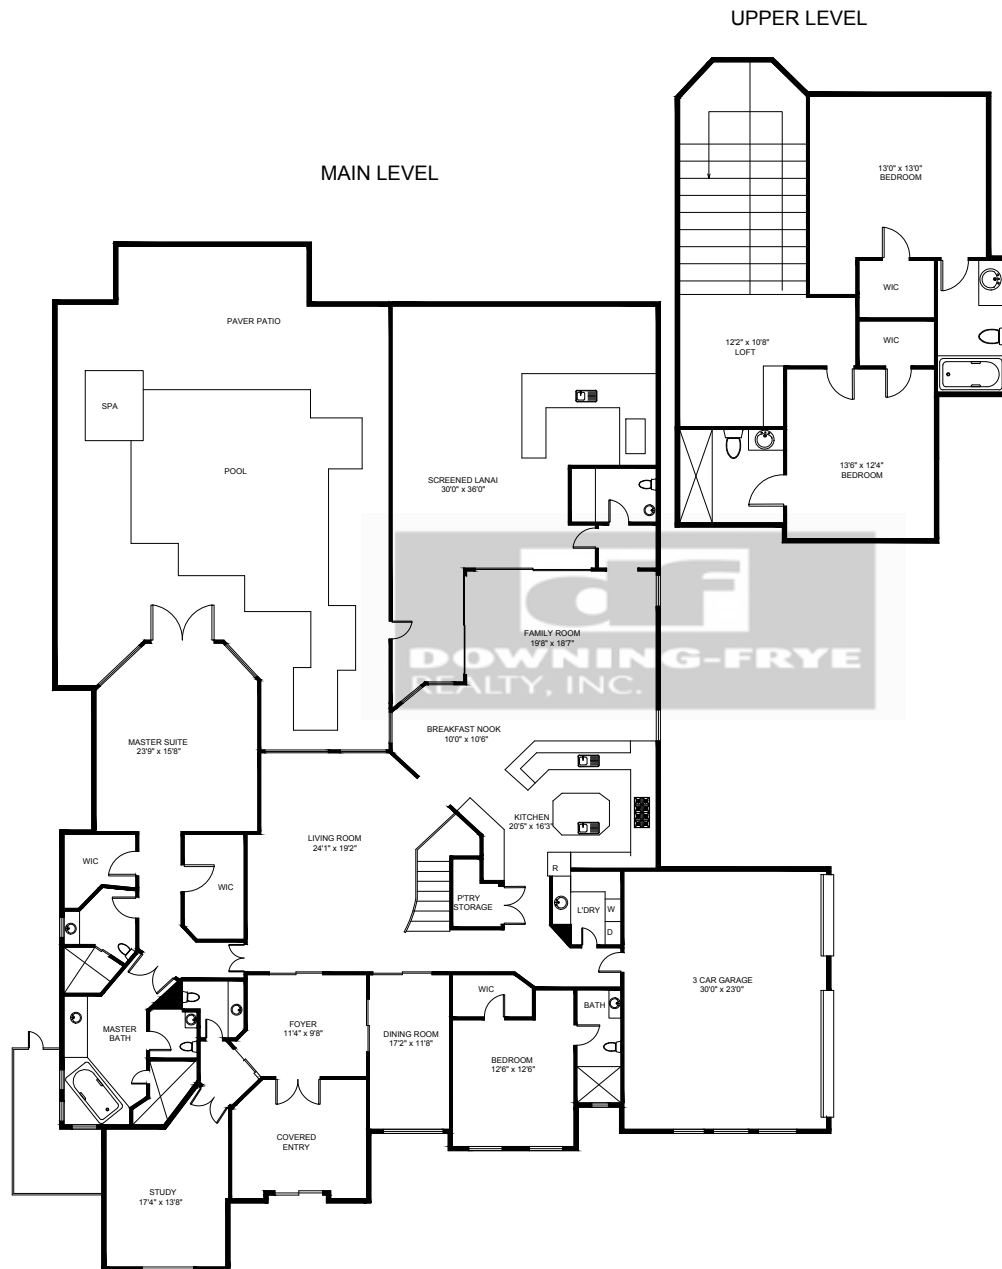 UPPER LEVEL
MAIN LEVEL
13'0" x 13'0"
BEDROOM
WIC
WIC
12'2" x 10'8"
LOFT
13'6" x 12'4"
BEDROOM
PAVER PATIO
SPA
POOL
SCREENED LANAI
30'0" x 36'0"
df
DOWNING-FRYE
REALTY, INC.
FAMILY ROOM
19'8" x 18'7"
BREAKFAST NOOK
10'0" x 10'6"
MASTER SUITE
23'9" x 15'8"
KITCHEN
20'5" x 16'3"
LIVING ROOM
24'1" x 19'2"
WIC
WIC
R
P'TRY
STORAGE
L'DRY
W
D
3 CAR GARAGE
30'0" x 23'0"
WIC
BATH
MASTER
BATH
FOYER
11'4" x 9'8"
DINING ROOM
17'2" x 11'8"
BEDROOM
12'6" x 12'6"
COVERED
ENTRY
STUDY
17'4" x 13'8"